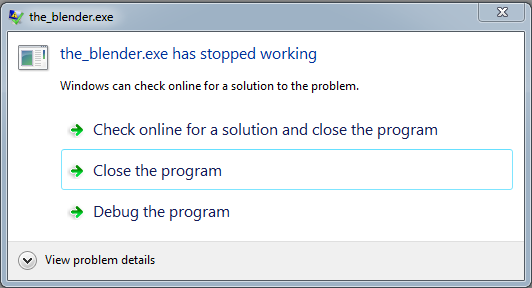 the_blender.exe
the_blender.exe has stopped working
Windows can check online for a solution to the problem.
Check online for a solution and close the program
Close the program
Debug the program
View problem details